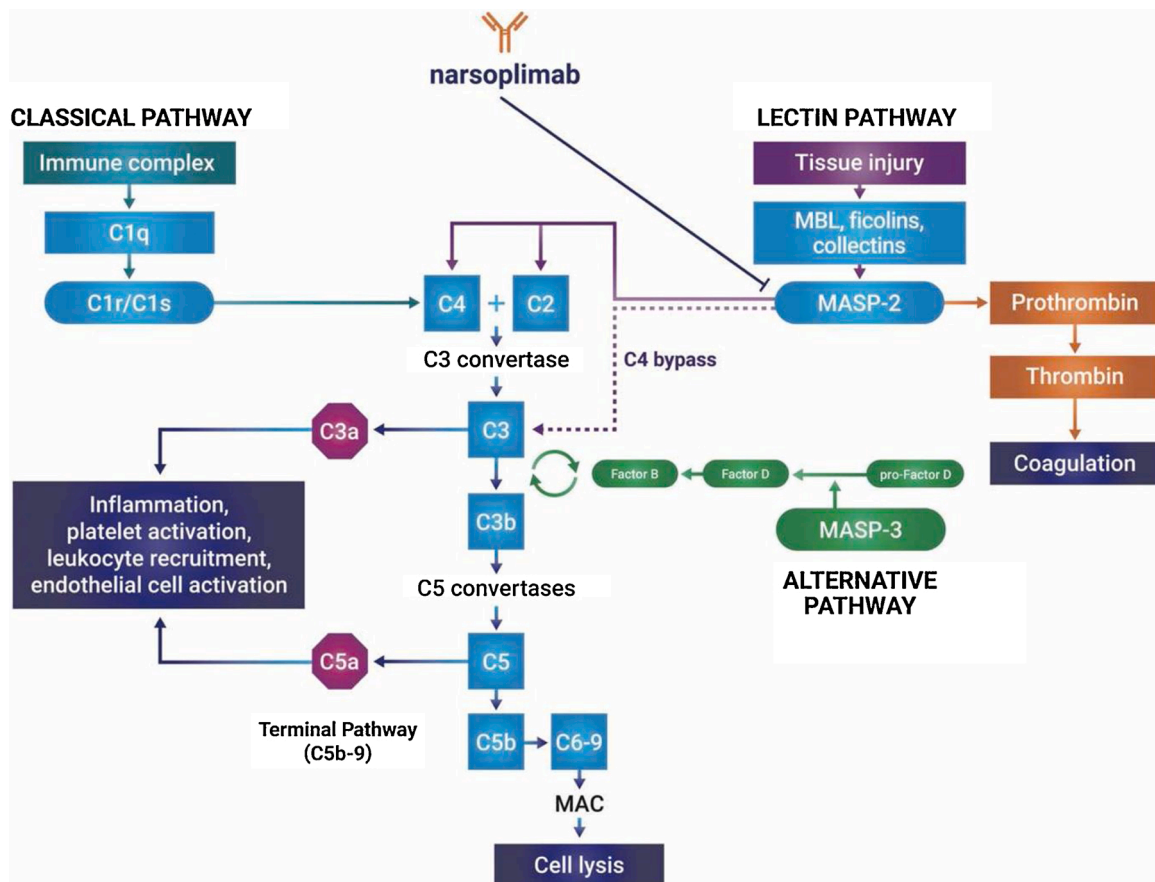 narsoplimab
CLASSICAL PATHWAY
LECTIN PATHWAY
Immune complex
Tissue injury
C1q
MBL, ficolins,
collectins
C1r/C1s
C4 + C2
MASP-2
Prothrombin
C3 convertase
C4 bypass
Thrombin
C3a
C3
Coagulation
Factor B
Factor D
pro-Factor D
Inflammation,
platelet activation,
leukocyte recruitment,
endothelial cell activation
C3b
MASP-3
C5 convertases
ALTERNATIVE
PATHWAY
C5a
C5
Terminal Pathway
(C5b-9)
C5b
C6-9
MAC
Cell lysis